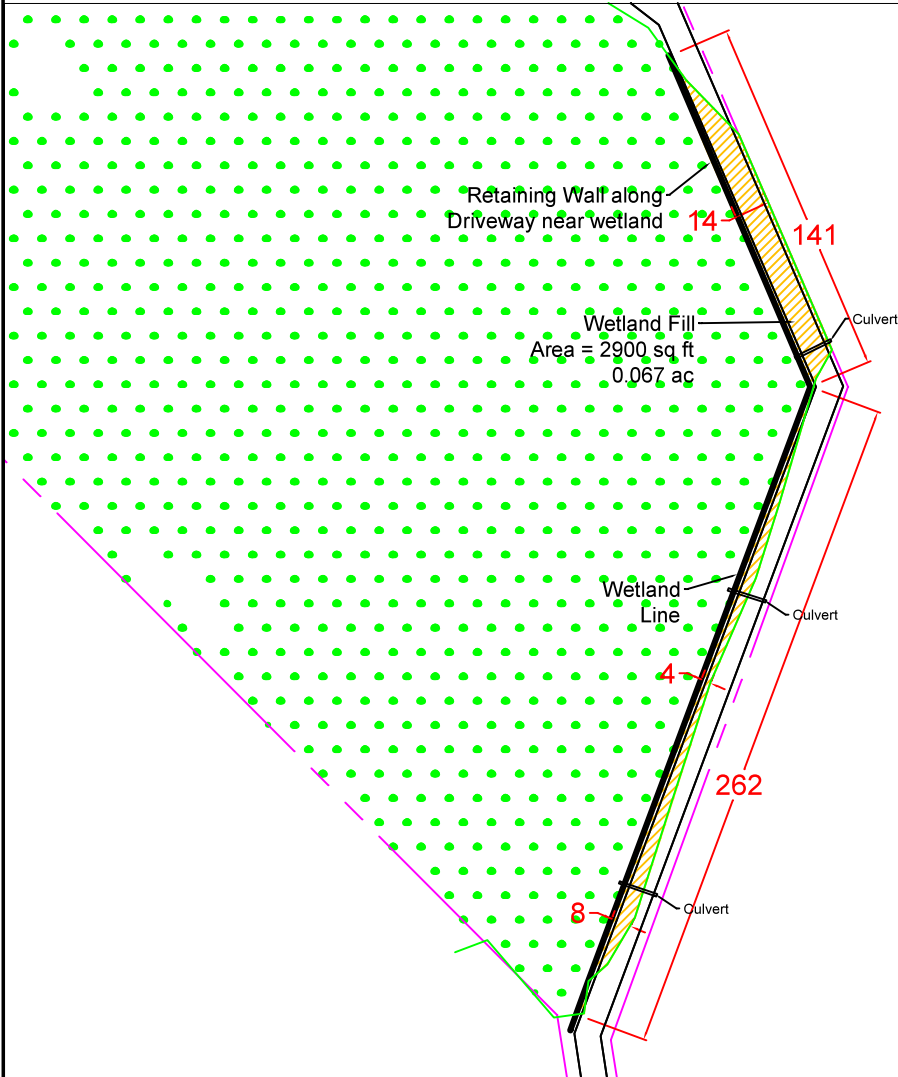 Retaining Wall along
Driveway near wetland
14
141
Culvert
Wetland Fill
Area = 2900 sq ft
0.067 ac
Wetland
Line
Culvert
4
262
Culvert
8